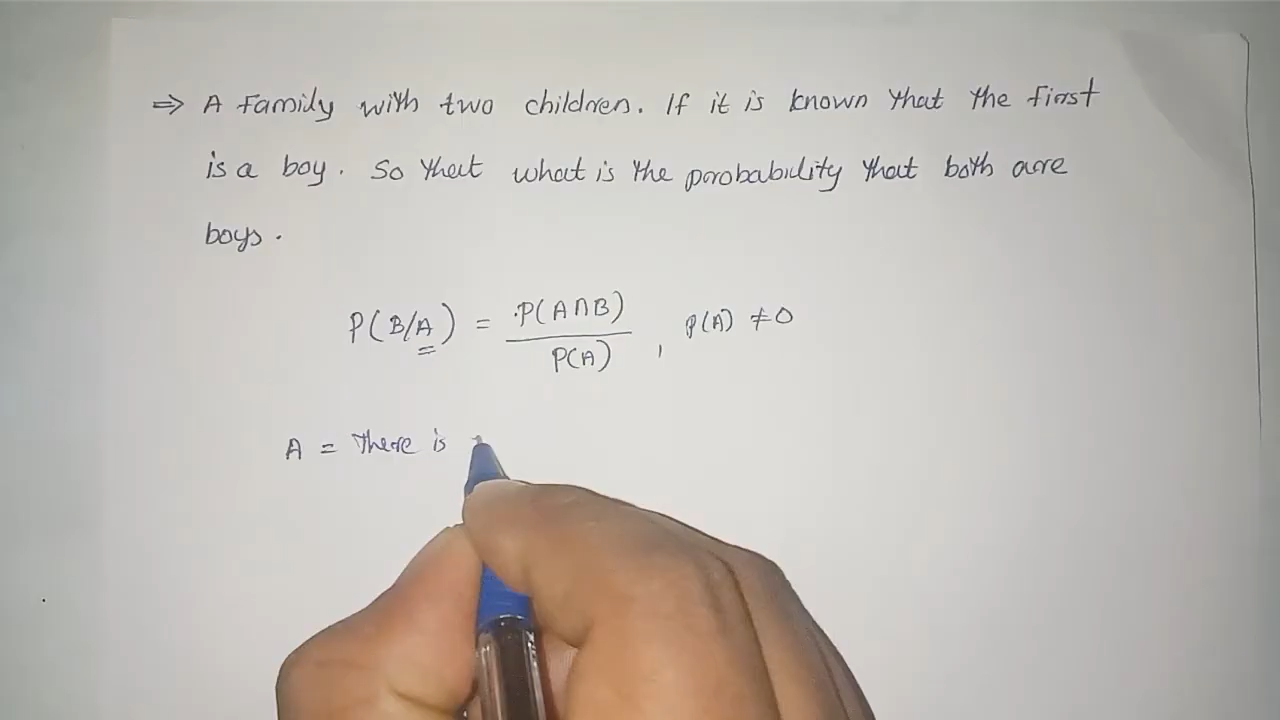 ⇒ A Family with two children. If it is known that the first
is a boy. So that what is the probability that both are
boys.
P(B/A) = P(A∩B) / P(A), P(A) ≠ 0
A = There is